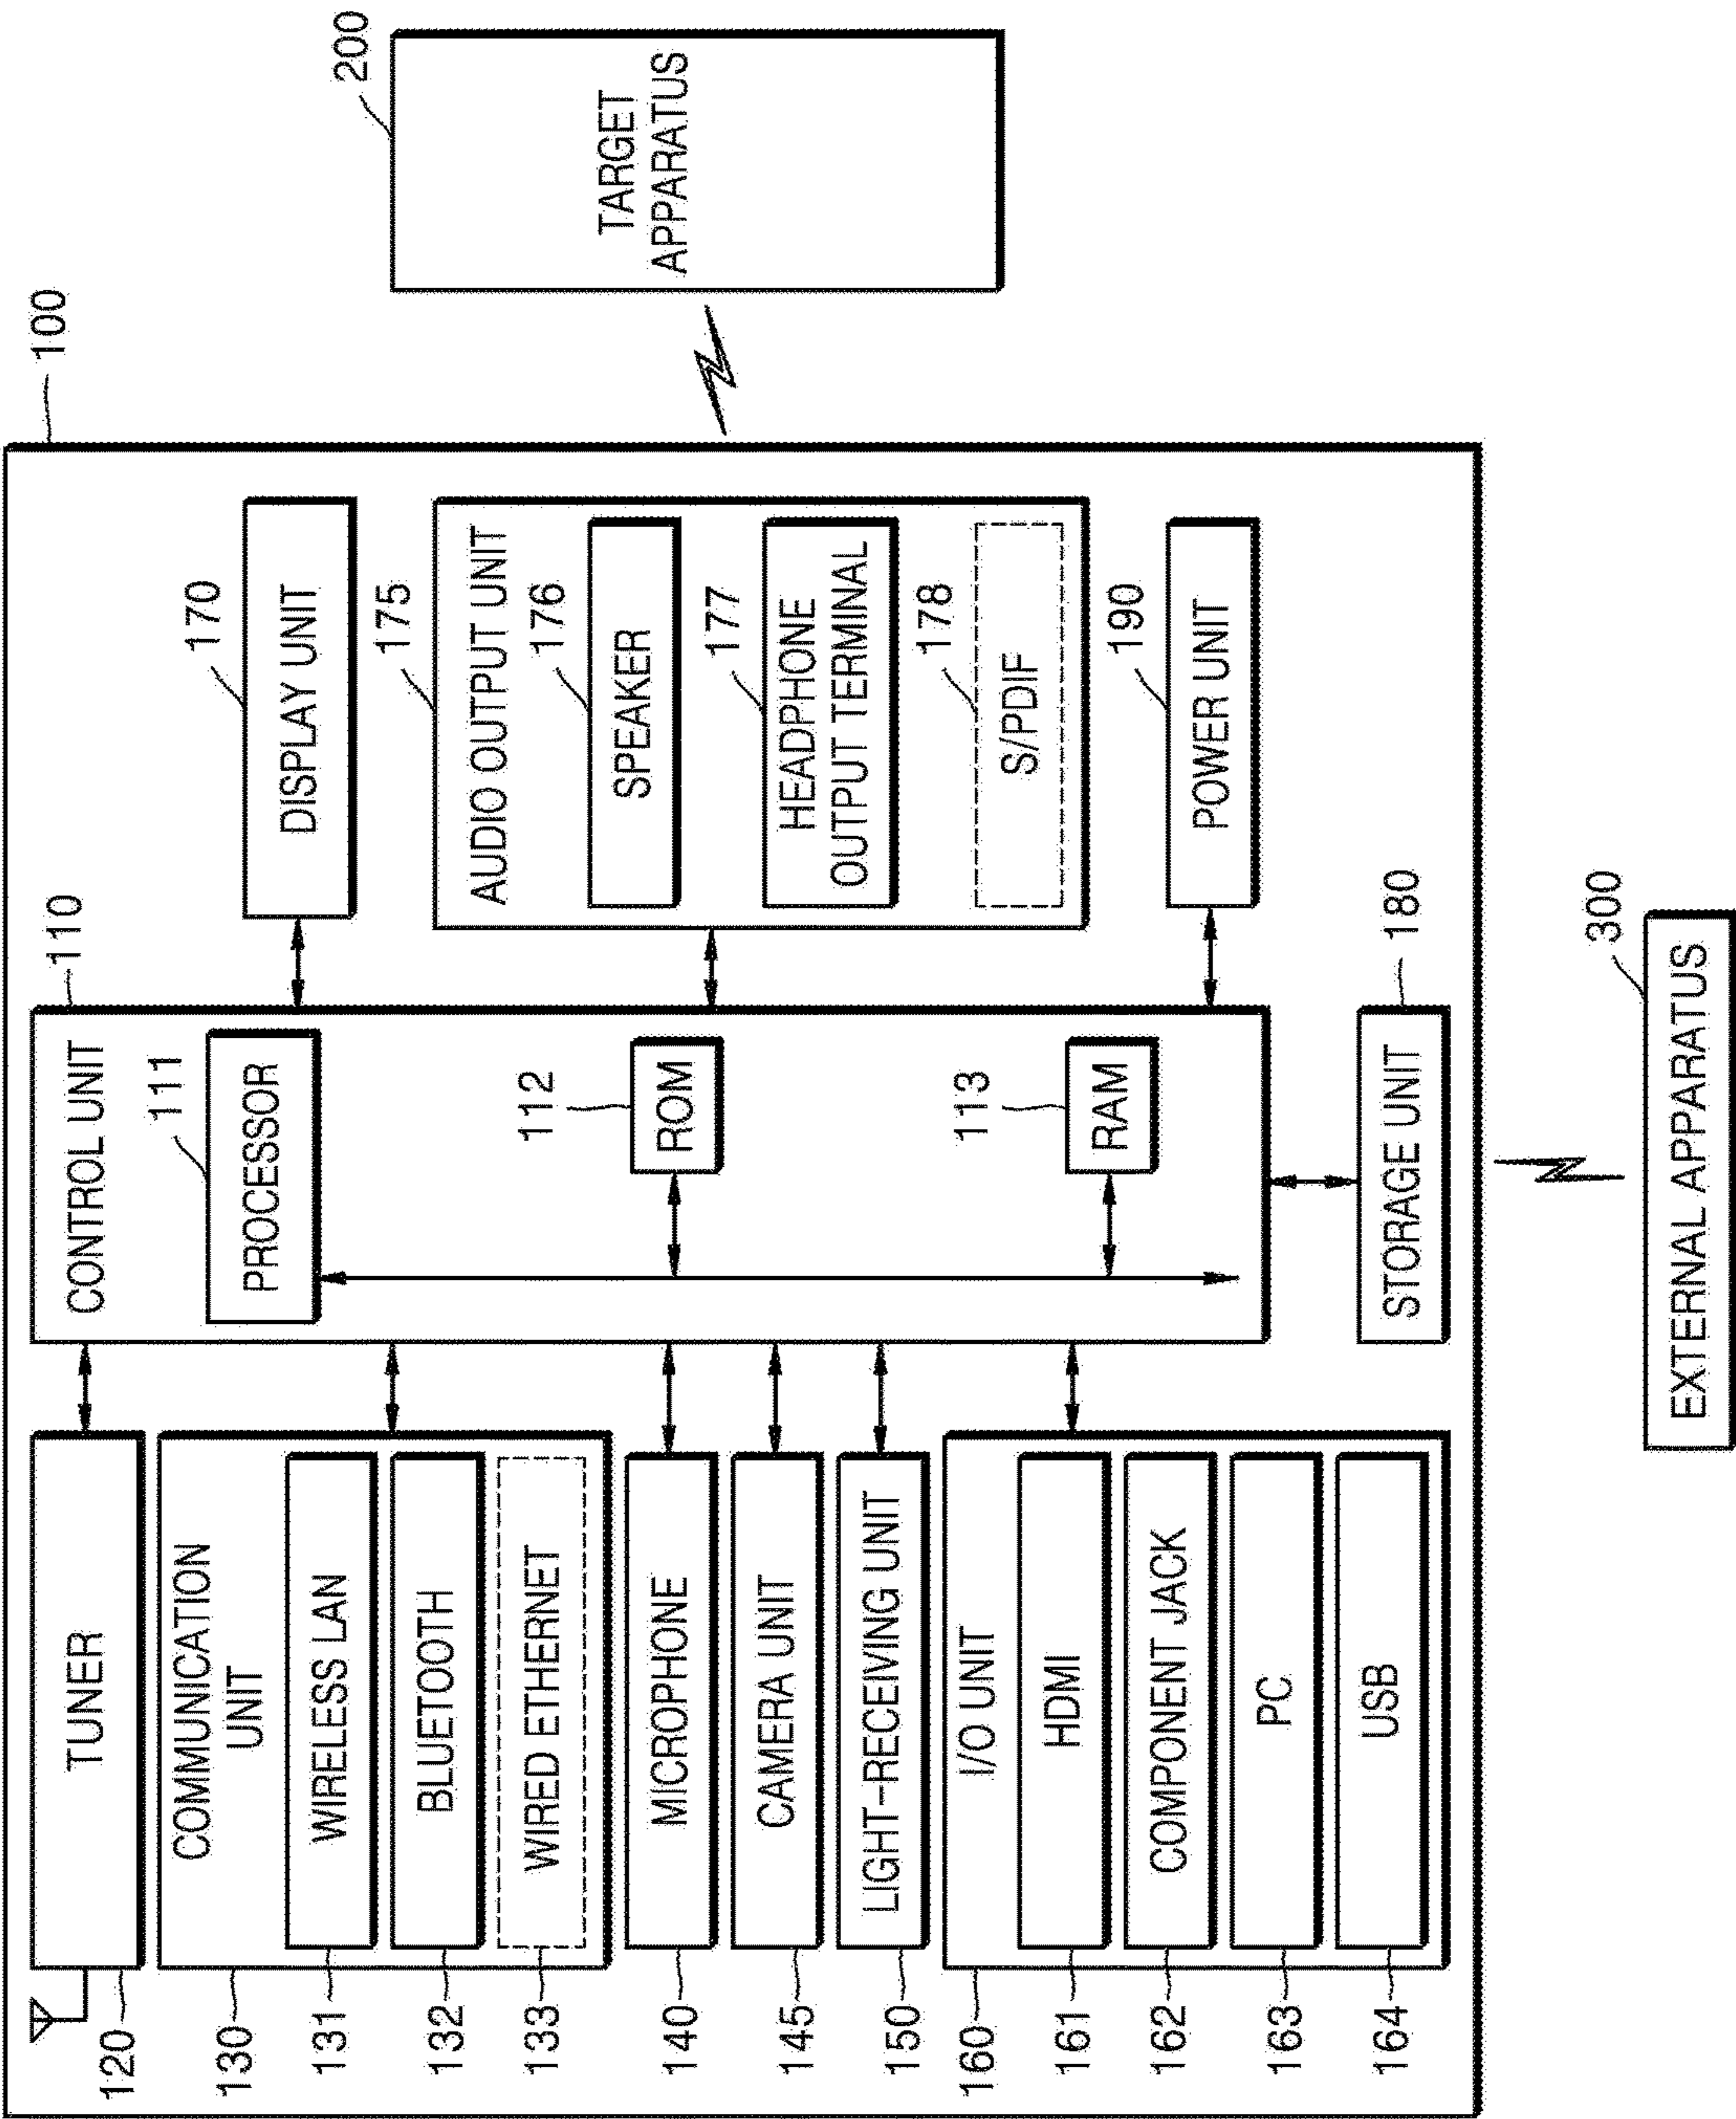 100
120
TUNER
130
COMMUNICATION
UNIT
131
WIRELESS LAN
132
BLUETOOTH
133
WIRED ETHERNET
140
MICROPHONE
145
CAMERA UNIT
150
LIGHT-RECEIVING UNIT
160
I/O UNIT
161
HDMI
162
COMPONENT JACK
163
PC
164
USB
110
CONTROL UNIT
111
PROCESSOR
112
ROM
113
RAM
180
STORAGE UNIT
170
DISPLAY UNIT
175
AUDIO OUTPUT UNIT
176
SPEAKER
177
HEADPHONE
OUTPUT TERMINAL
178
S/PDIF
190
POWER UNIT
200
TARGET
APPARATUS
300
EXTERNAL APPARATUS